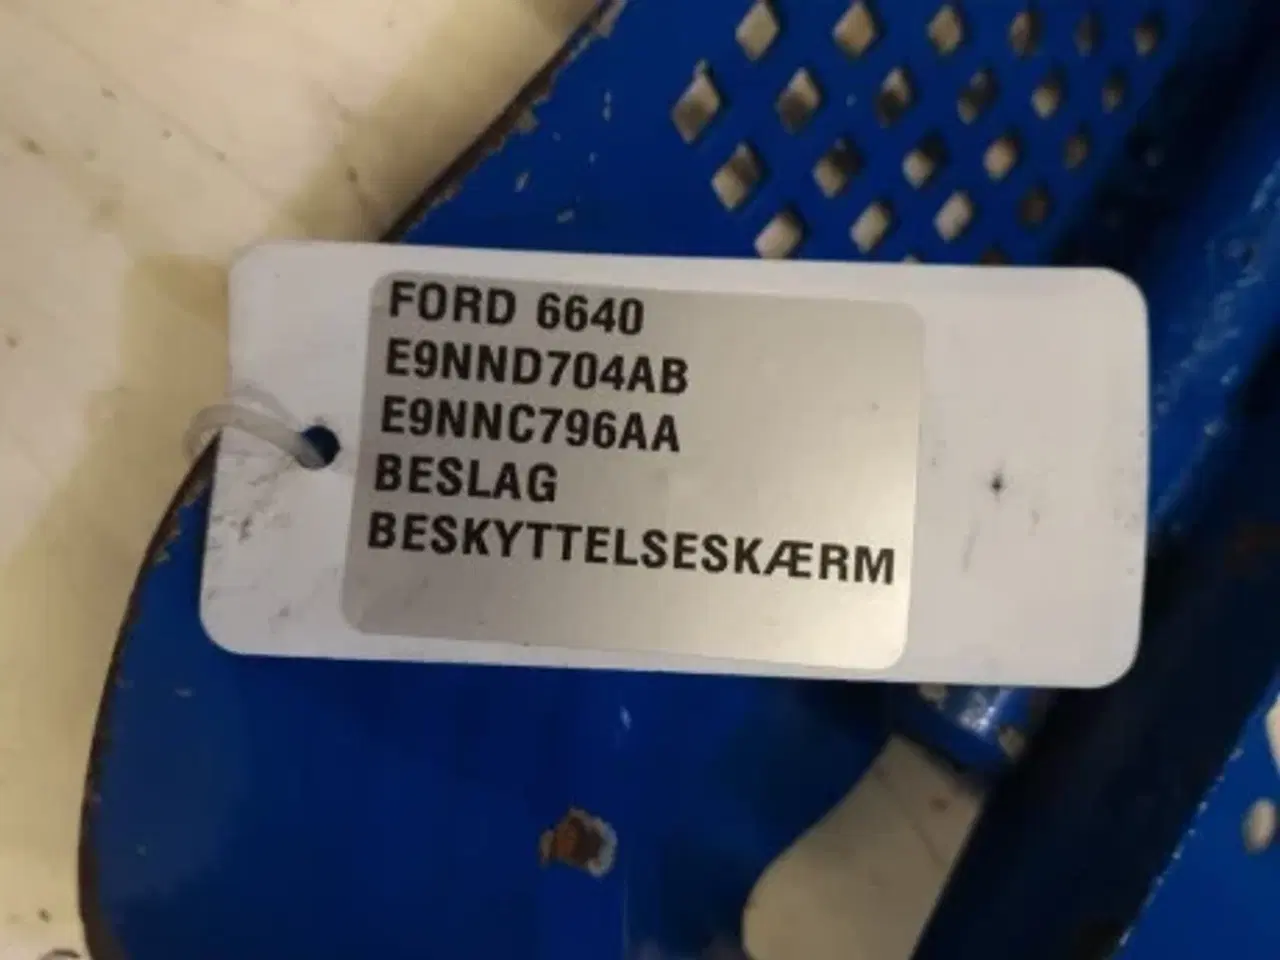 FORD 6640
E9NND704AB
E9NNC796AA
BESLAG
BESKYTTELSESKÆRM